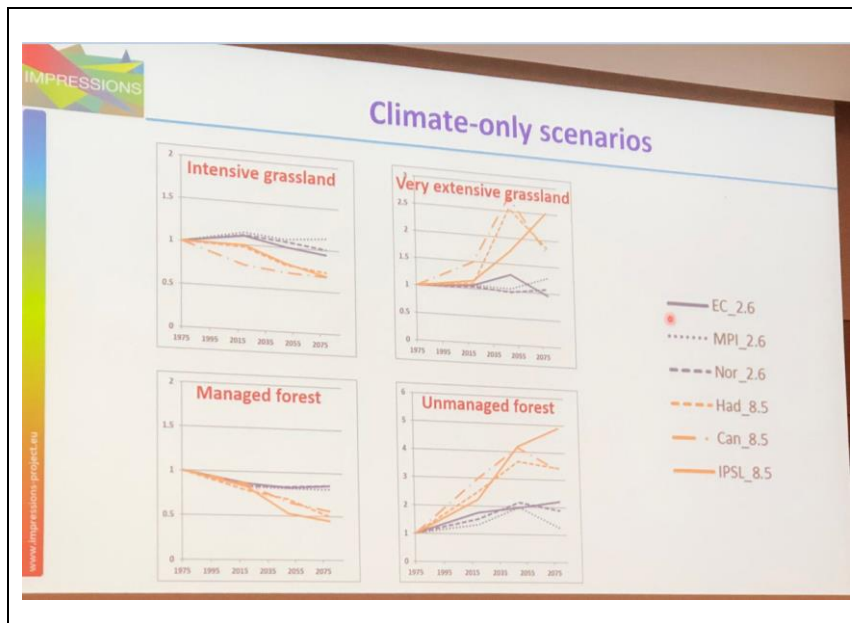 IMPRESSIONS
Climate-only scenarios
Intensive grassland
2
1.5
1
0.5
0
1975 1995 2015 2035 2055 2075
Very extensive grassland
3
2.5
2
1.5
1
0.5
0
1975 1995 2015 2035 2055 2075
Managed forest
2
1.5
1
0.5
0
1975 1995 2015 2035 2055 2075
Unmanaged forest
6
5
4
3
2
1
0
1975 1995 2015 2035 2055 2075
EC_2.6
MPI_2.6
Nor_2.6
Had_8.5
Can_8.5
IPSL_8.5
www.impressions-project.eu